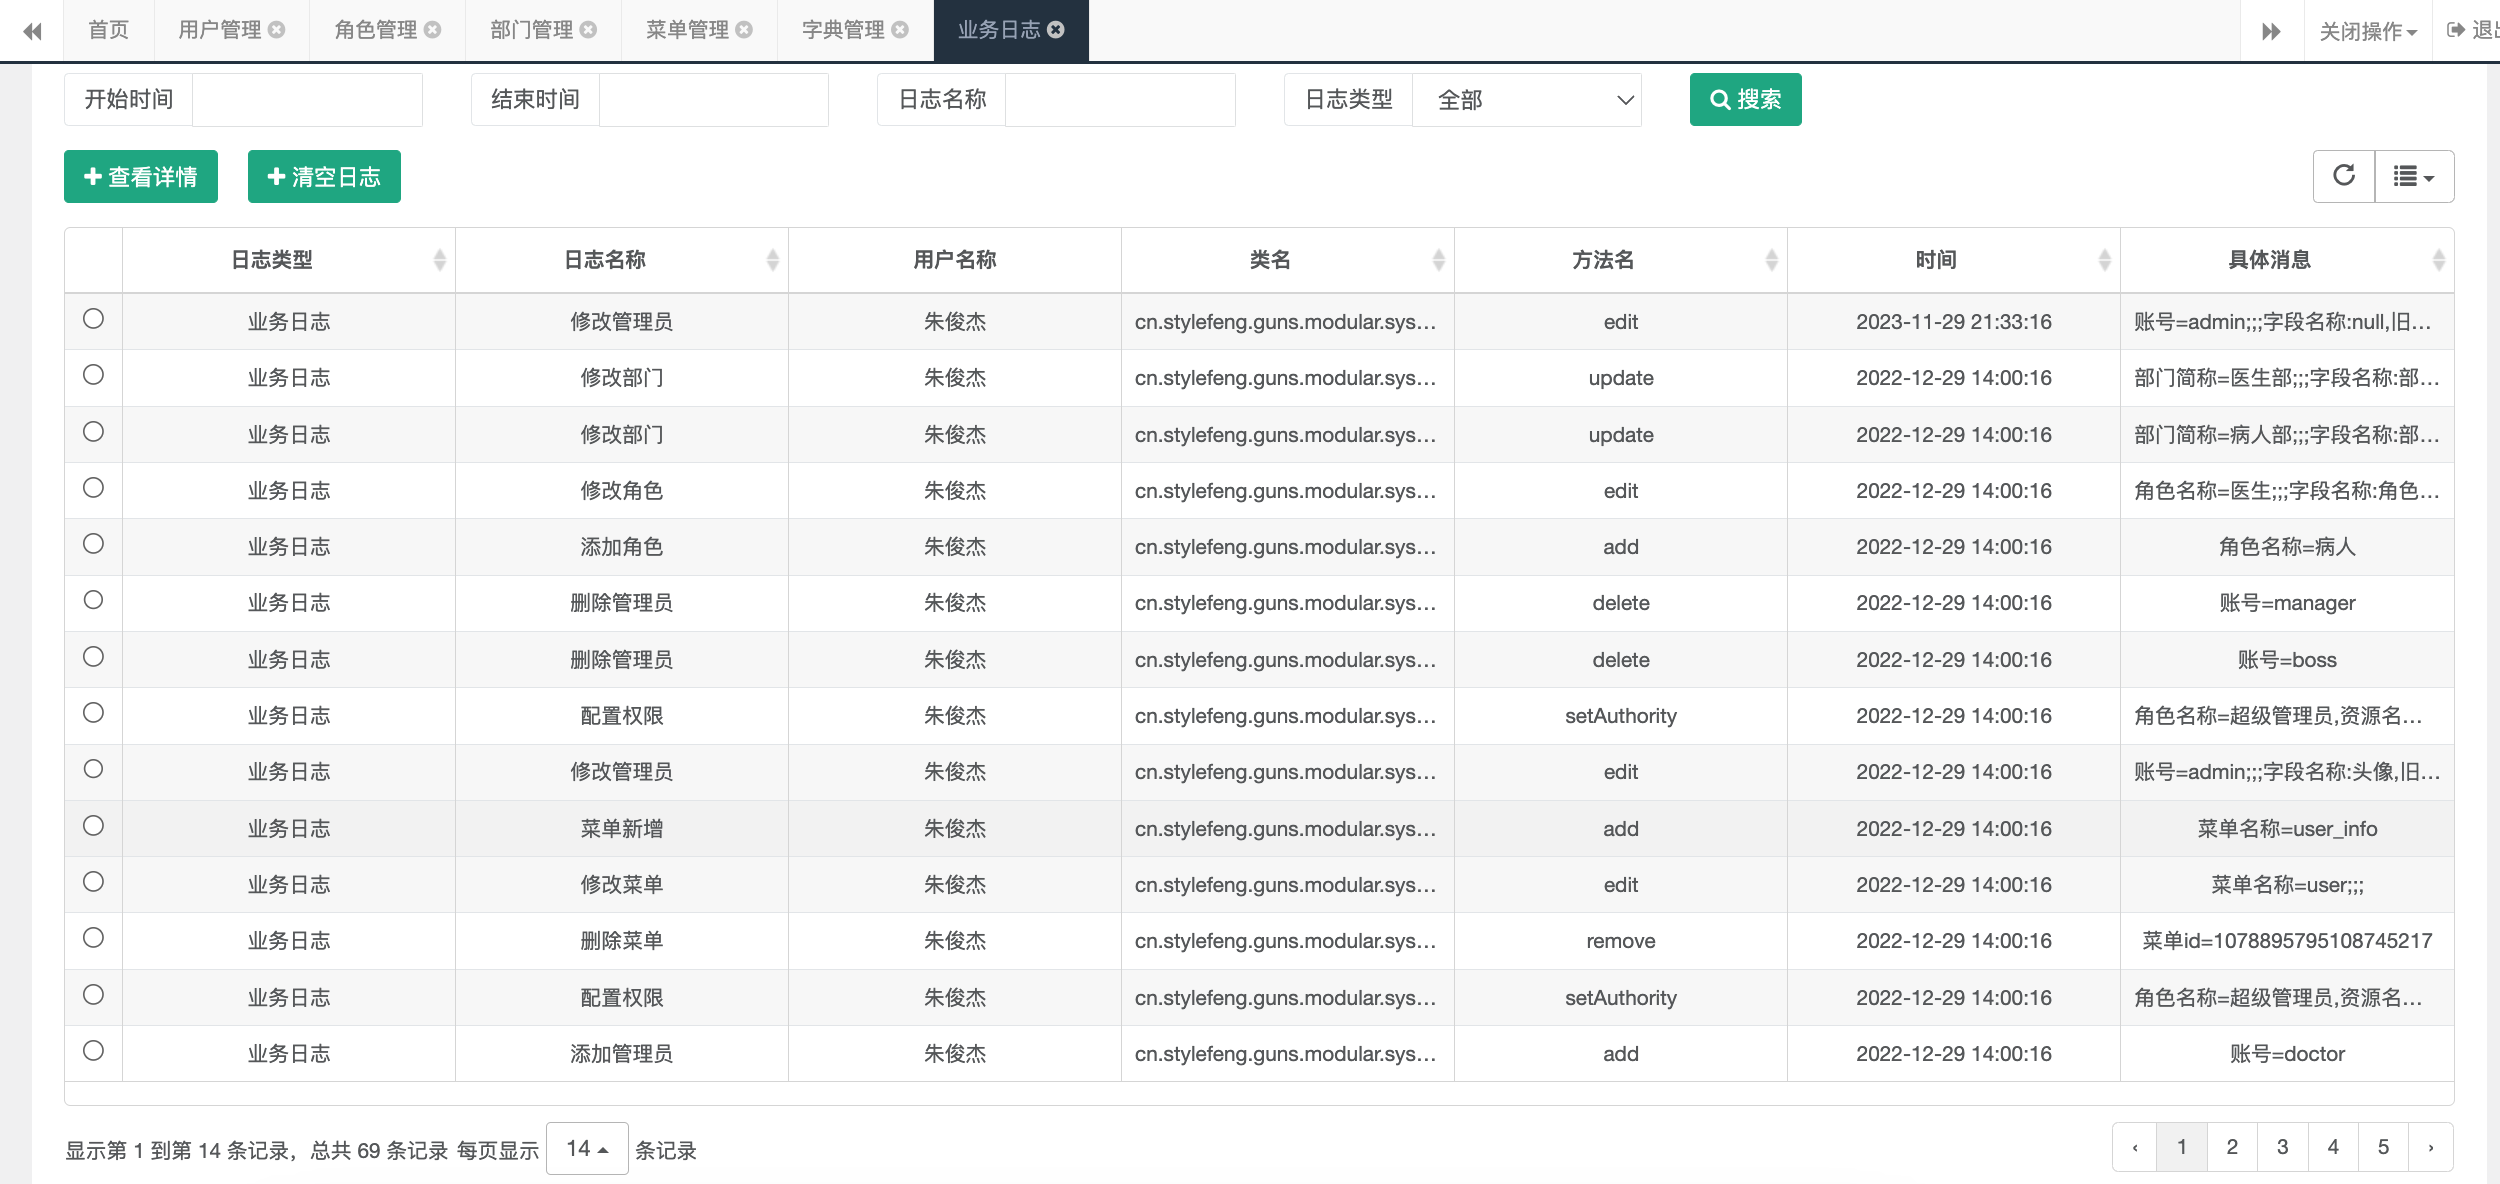 首页 用户管理 角色管理 部门管理 菜单管理 字典管理 业务日志 关闭操作
开始时间 结束时间 日志名称 日志类型 全部 搜索
查看详情 清空日志
日志类型 日志名称 用户名称 类名 方法名 时间 具体消息
业务日志 修改管理员 朱俊杰 cn.stylefeng.guns.modular.sys... edit 2023-11-29 21:33:16 账号=admin;;;字段名称:null,旧...
业务日志 修改部门 朱俊杰 cn.stylefeng.guns.modular.sys... update 2022-12-29 14:00:16 部门简称=医生部;;;字段名称:部...
业务日志 修改部门 朱俊杰 cn.stylefeng.guns.modular.sys... update 2022-12-29 14:00:16 部门简称=病人部;;;字段名称:部...
业务日志 修改角色 朱俊杰 cn.stylefeng.guns.modular.sys... edit 2022-12-29 14:00:16 角色名称=医生;;;字段名称:角色...
业务日志 添加角色 朱俊杰 cn.stylefeng.guns.modular.sys... add 2022-12-29 14:00:16 角色名称=病人
业务日志 删除管理员 朱俊杰 cn.stylefeng.guns.modular.sys... delete 2022-12-29 14:00:16 账号=manager
业务日志 删除管理员 朱俊杰 cn.stylefeng.guns.modular.sys... delete 2022-12-29 14:00:16 账号=boss
业务日志 配置权限 朱俊杰 cn.stylefeng.guns.modular.sys... setAuthority 2022-12-29 14:00:16 角色名称=超级管理员,资源名...
业务日志 修改管理员 朱俊杰 cn.stylefeng.guns.modular.sys... edit 2022-12-29 14:00:16 账号=admin;;;字段名称:头像,旧...
业务日志 菜单新增 朱俊杰 cn.stylefeng.guns.modular.sys... add 2022-12-29 14:00:16 菜单名称=user_info
业务日志 修改菜单 朱俊杰 cn.stylefeng.guns.modular.sys... edit 2022-12-29 14:00:16 菜单名称=user;;;
业务日志 删除菜单 朱俊杰 cn.stylefeng.guns.modular.sys... remove 2022-12-29 14:00:16 菜单id=1078895795108745217
业务日志 配置权限 朱俊杰 cn.stylefeng.guns.modular.sys... setAuthority 2022-12-29 14:00:16 角色名称=超级管理员,资源名...
业务日志 添加管理员 朱俊杰 cn.stylefeng.guns.modular.sys... add 2022-12-29 14:00:16 账号=doctor
显示第 1 到第 14 条记录，总共 69 条记录 每页显示 14 条记录 ‹ 1 2 3 4 5 ›